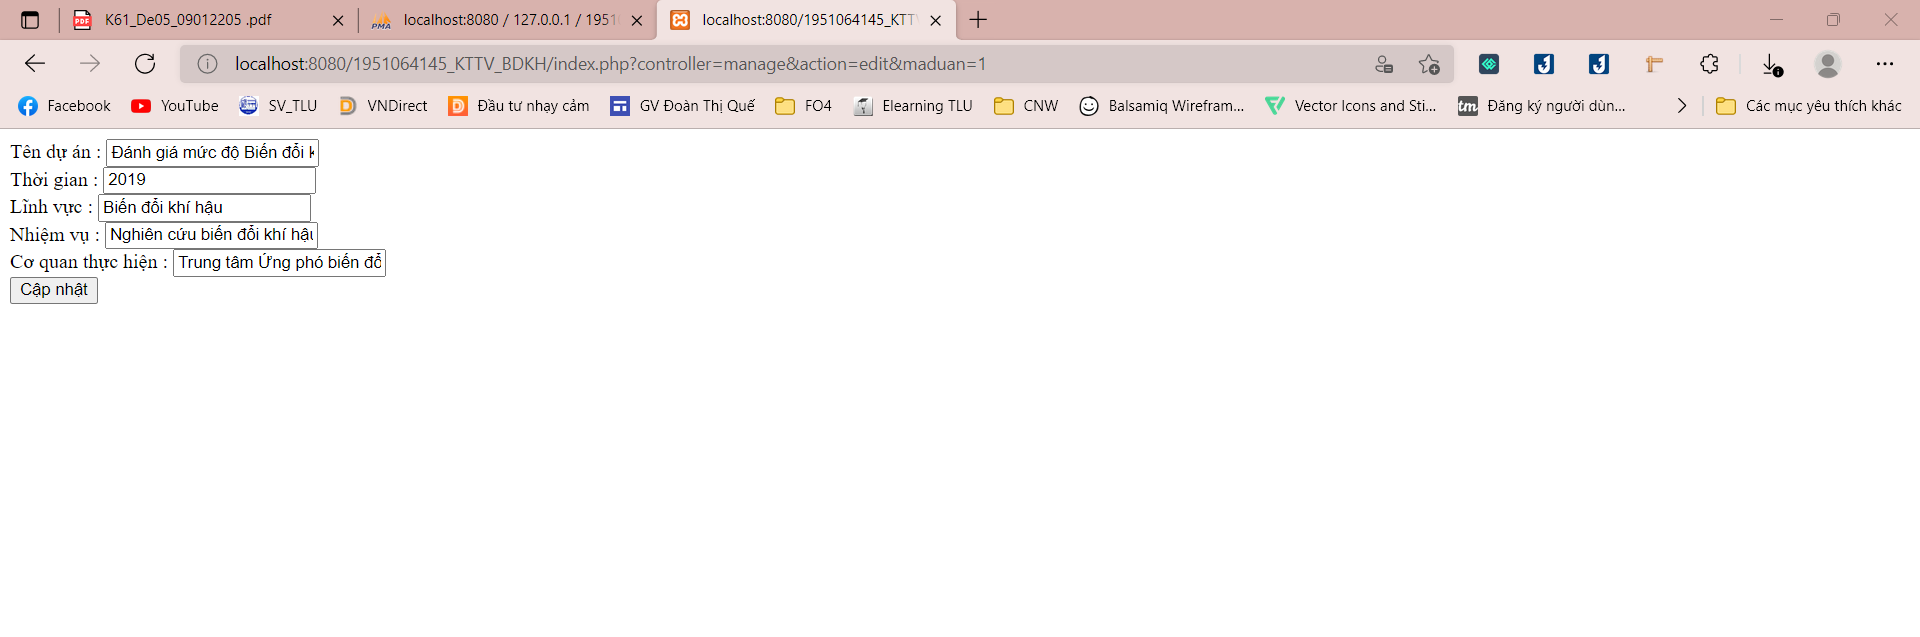 K61_De05_09012205 .pdf
localhost:8080 / 127.0.0.1 / 1951
localhost:8080/1951064145_KTT
localhost:8080/1951064145_KTTV_BDKH/index.php?controller=manage&action=edit&maduan=1
Facebook YouTube SV_TLU VNDirect Đầu tư nhạy cảm GV Đoàn Thị Quế FO4 Elearning TLU CNW Balsamiq Wirefram... Vector Icons and Sti... tm Đăng ký người dùn... Các mục yêu thích khác
Tên dự án : Đánh giá mức độ Biến đổi k
Thời gian : 2019
Lĩnh vực : Biến đổi khí hậu
Nhiệm vụ : Nghiên cứu biến đổi khí hậu
Cơ quan thực hiện : Trung tâm Ứng phó biến đổ
Cập nhật